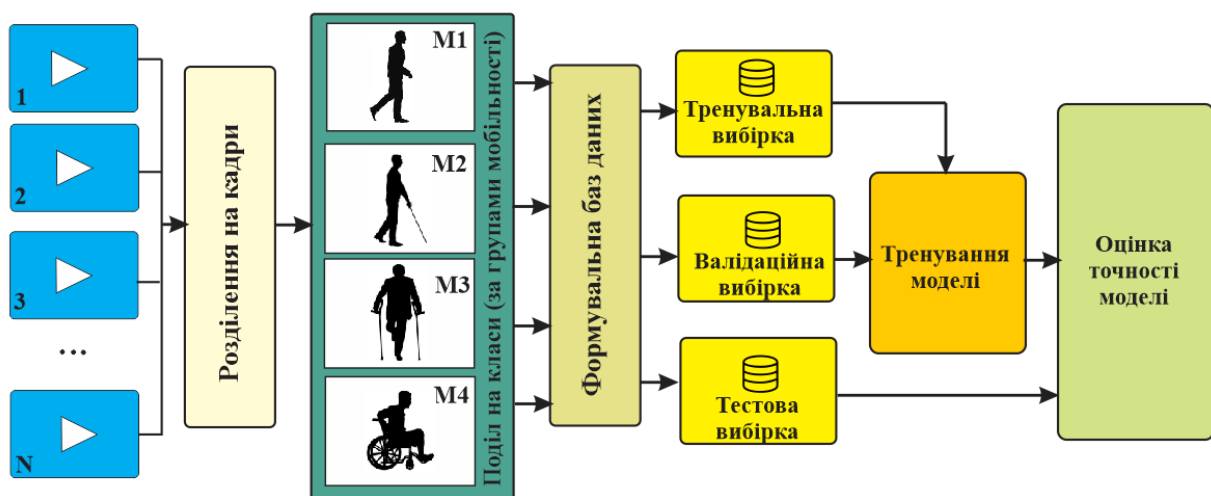 1
2
3
...
N
Розділення на кадри
M1
M2
M3
M4
Поділ на класи (за групами мобільності)
Формувальна баз даних
Тренувальна
вибірка
Валідаційна
вибірка
Тестова
вибірка
Тренування
моделі
Оцінка
точності
моделі